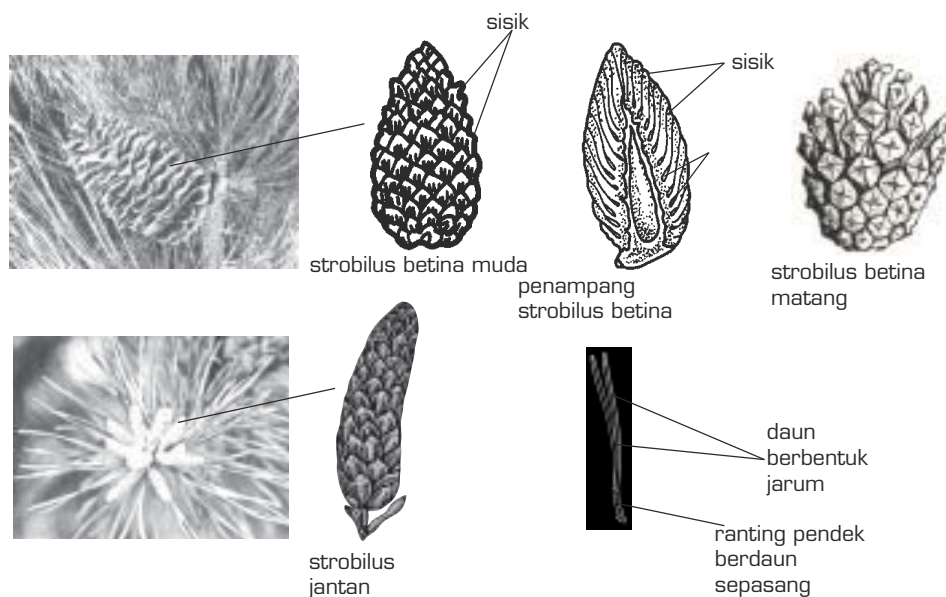 sisik
sisik
strobilus betina muda
penampang
strobilus betina
strobilus betina
matang
strobilus
jantan
daun
berbentuk
jarum
ranting pendek
berdaun
sepasang